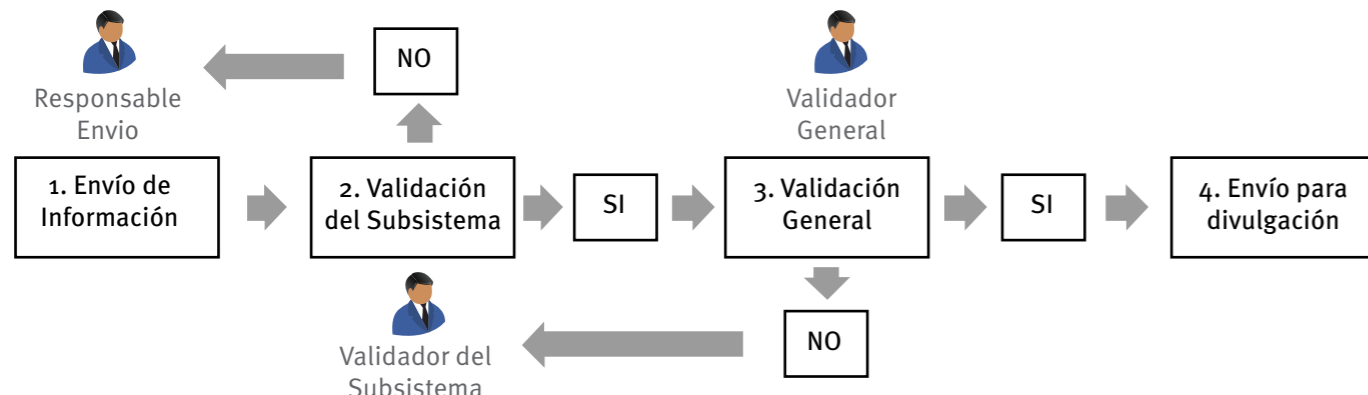 NO
Responsable
Envio
Validador
General
1. Envío de
Información
2. Validación
del Subsistema
SI
3. Validación
General
SI
4. Envío para
divulgación
NO
Validador del
Subsistema